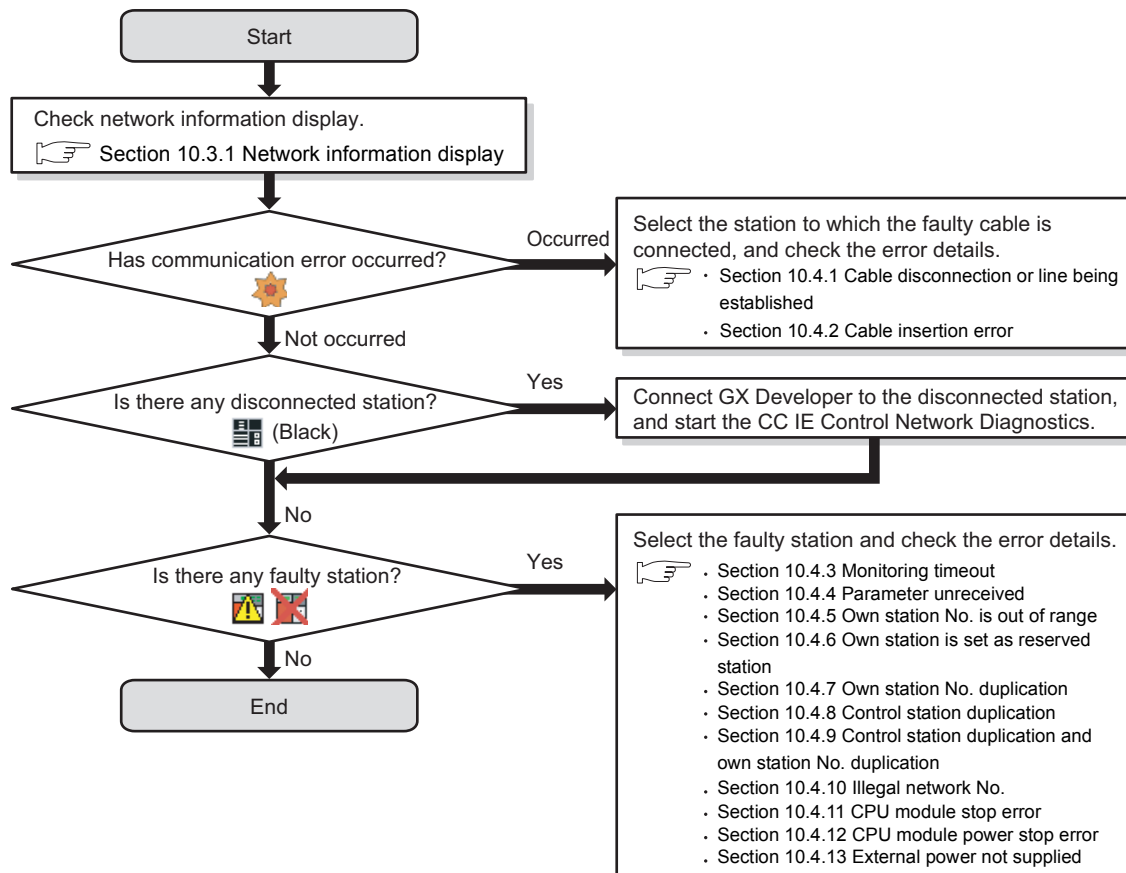 Start
Check network information display.
Section 10.3.1 Network information display
Has communication error occurred?
Occurred
Select the station to which the faulty cable is
connected, and check the error details.
· Section 10.4.1 Cable disconnection or line being
established
· Section 10.4.2 Cable insertion error
Not occurred
Is there any disconnected station?
(Black)
Yes
Connect GX Developer to the disconnected station,
and start the CC IE Control Network Diagnostics.
No
Is there any faulty station?
Yes
Select the faulty station and check the error details.
· Section 10.4.3 Monitoring timeout
· Section 10.4.4 Parameter unreceived
· Section 10.4.5 Own station No. is out of range
· Section 10.4.6 Own station is set as reserved
station
· Section 10.4.7 Own station No. duplication
· Section 10.4.8 Control station duplication
· Section 10.4.9 Control station duplication and
own station No. duplication
· Section 10.4.10 Illegal network No.
· Section 10.4.11 CPU module stop error
· Section 10.4.12 CPU module power stop error
· Section 10.4.13 External power not supplied
No
End